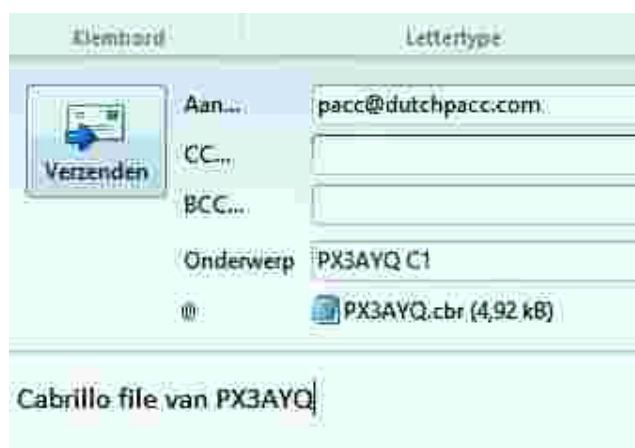 Klembord Lettertype
Aan... pacc@dutchpacc.com
CC...
Verzenden
BCC...
Onderwerp PX3AYQ C1
PX3AYQ.cbr (4,92 kB)
Cabrillo file van PX3AYQ